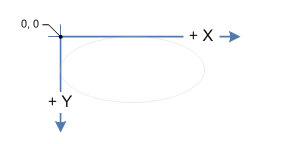 0, 0
+ X
+ Y